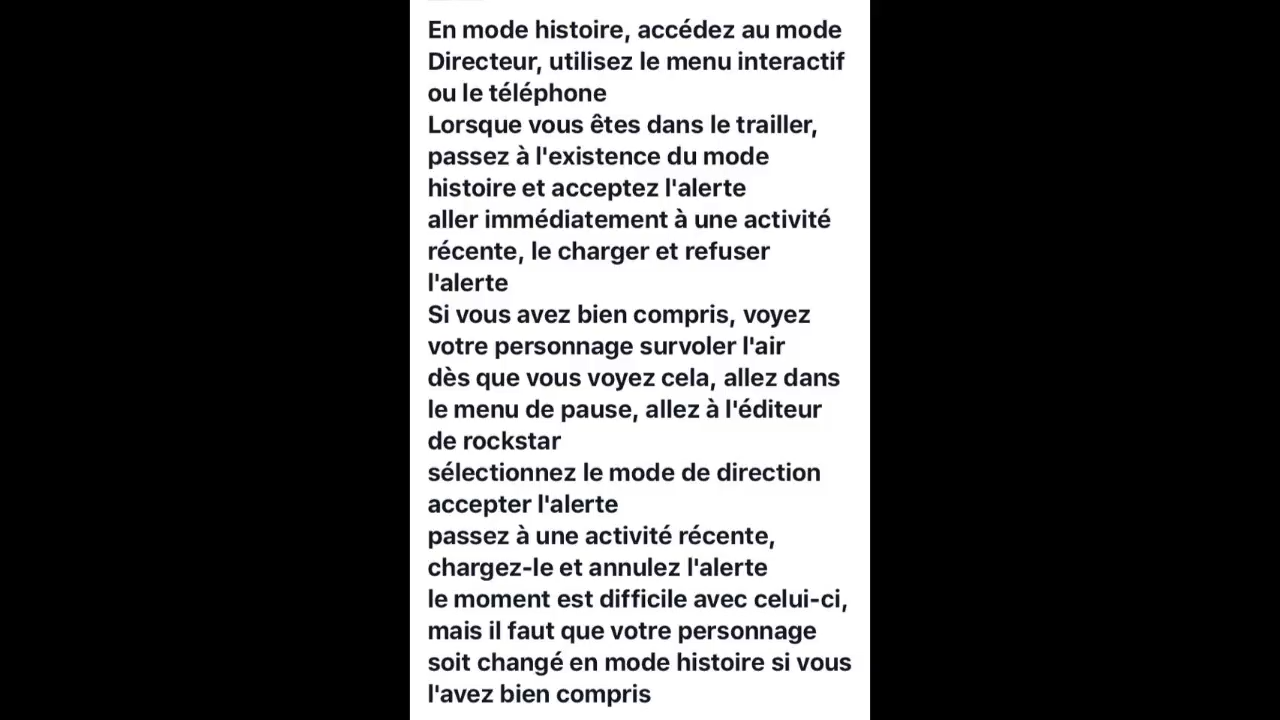 En mode histoire, accédez au mode
Directeur, utilisez le menu interactif
ou le téléphone
Lorsque vous êtes dans le trailler,
passez à l'existence du mode
histoire et acceptez l'alerte
aller immédiatement à une activité
récente, le charger et refuser
l'alerte
Si vous avez bien compris, voyez
votre personnage survoler l'air
dès que vous voyez cela, allez dans
le menu de pause, allez à l'éditeur
de rockstar
sélectionnez le mode de direction
accepter l'alerte
passez à une activité récente,
chargez-le et annulez l'alerte
le moment est difficile avec celui-ci,
mais il faut que votre personnage
soit changé en mode histoire si vous
l'avez bien compris